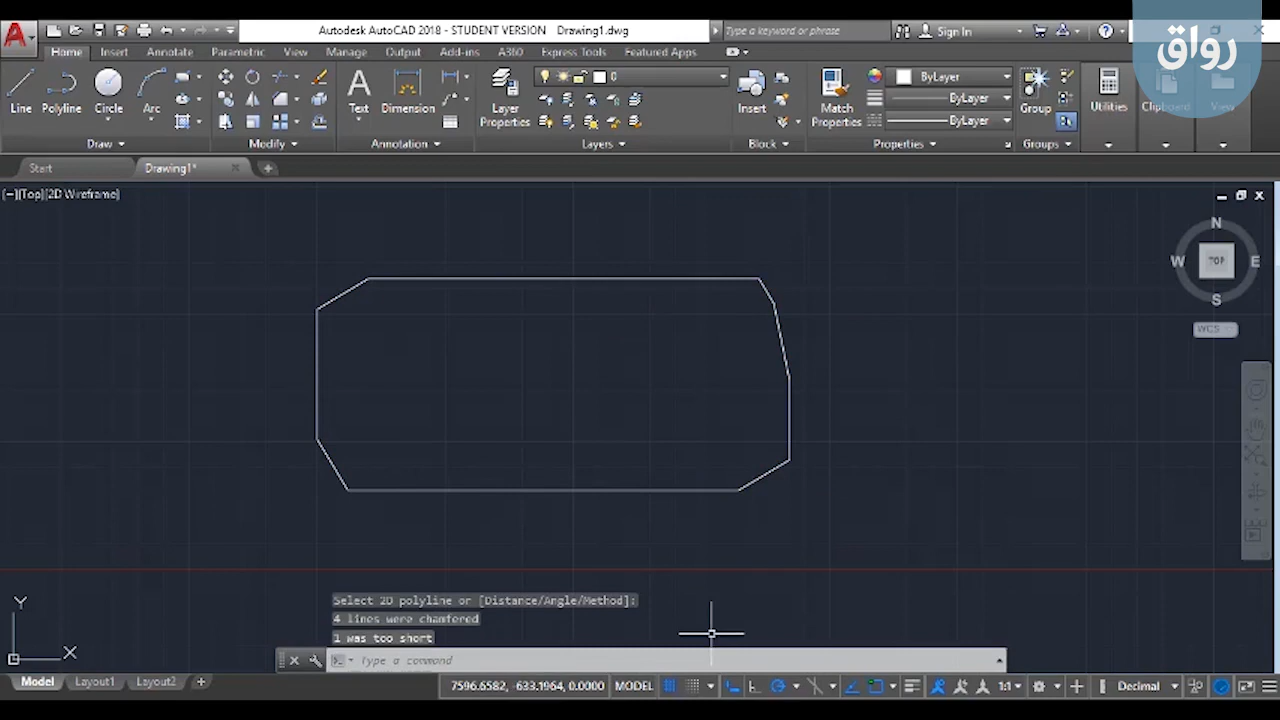 Autodesk AutoCAD 2018 - STUDENT VERSION Drawing1.dwg
Type a keyword or phrase
Sign In
رواق
Home Insert Annotate Parametric View Manage Output Add-ins A360 Express Tools Featured Apps
Line Polyline Circle Arc
Text Dimension
Layer Properties
0
Insert
Match Properties
ByLayer
ByLayer
ByLayer
Group
Utilities
Clipboard
View
Draw Modify Annotation Layers Block Properties Groups
Start Drawing1*
[−][Top][2D Wireframe]
N
W TOP E
S
WCS
Select 2D polyline or [Distance/Angle/Method]:
4 lines were chamfered
1 was too short
Y
X
Type a command
Model Layout1 Layout2 +
7596.6582, -633.1964, 0.0000 MODEL 1:1 Decimal